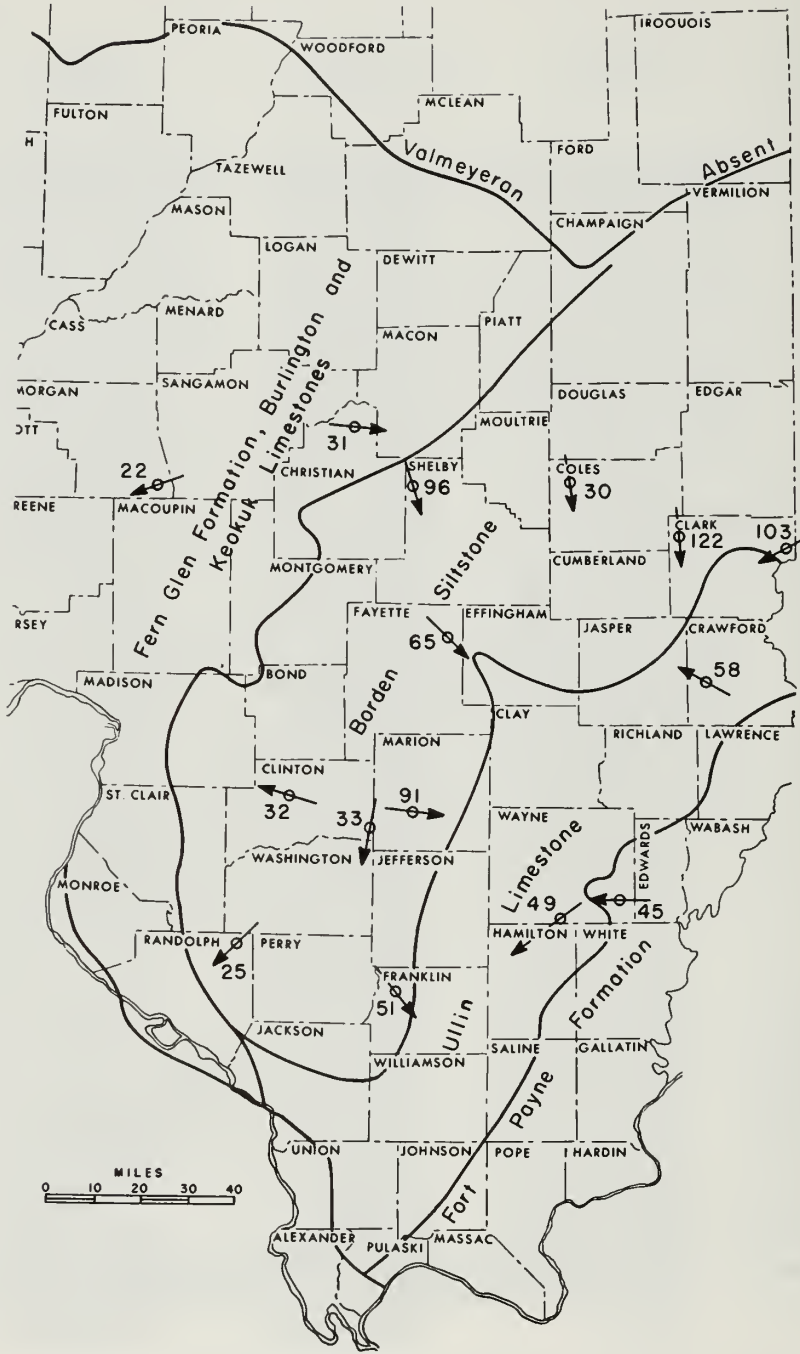 PEORIA
IROQUOIS
WOODFORD
MCLEAN
FULTON
H
FORD
Valmeyeran
Absent
TAZEWELL
VERMILION
MASON
CHAMPAIGN
LOGAN
DEWITT
MENARD
CASS
PIATT
MACON
Fern Glen Formation, Burlington and
Keokuk Limestones
MORGAN
SANGAMON
DOUGLAS
EDGAR
OTT
MOULTRIE
31
22
CHRISTIAN
SHELBY
96
COLES
30
REENE
MACOUPIN
CLARK
122
103
Siltstone
CUMBERLAND
MONTGOMERY
FAYETTE
EFFINGHAM
RSEY
JASPER
CRAWFORD
65
58
MADISON
BOND
Borden
CLAY
MARION
RICHLAND
LAWRENCE
CLINTON
ST. CLAIR
32
33
91
WAYNE
WABASH
Limestone
EDWARDS
WASHINGTON
JEFFERSON
MONROE
49
45
HAMILTON
WHITE
RANDOLPH
PERRY
25
FRANKLIN
51
Formation
Ullin
JACKSON
WILLIAMSON
SALINE
GALLATIN
Payne
UNION
JOHNSON
POPE
HARDIN
MILES
0 10 20 30 40
Fort
ALEXANDER
PULASKI
MASSAC